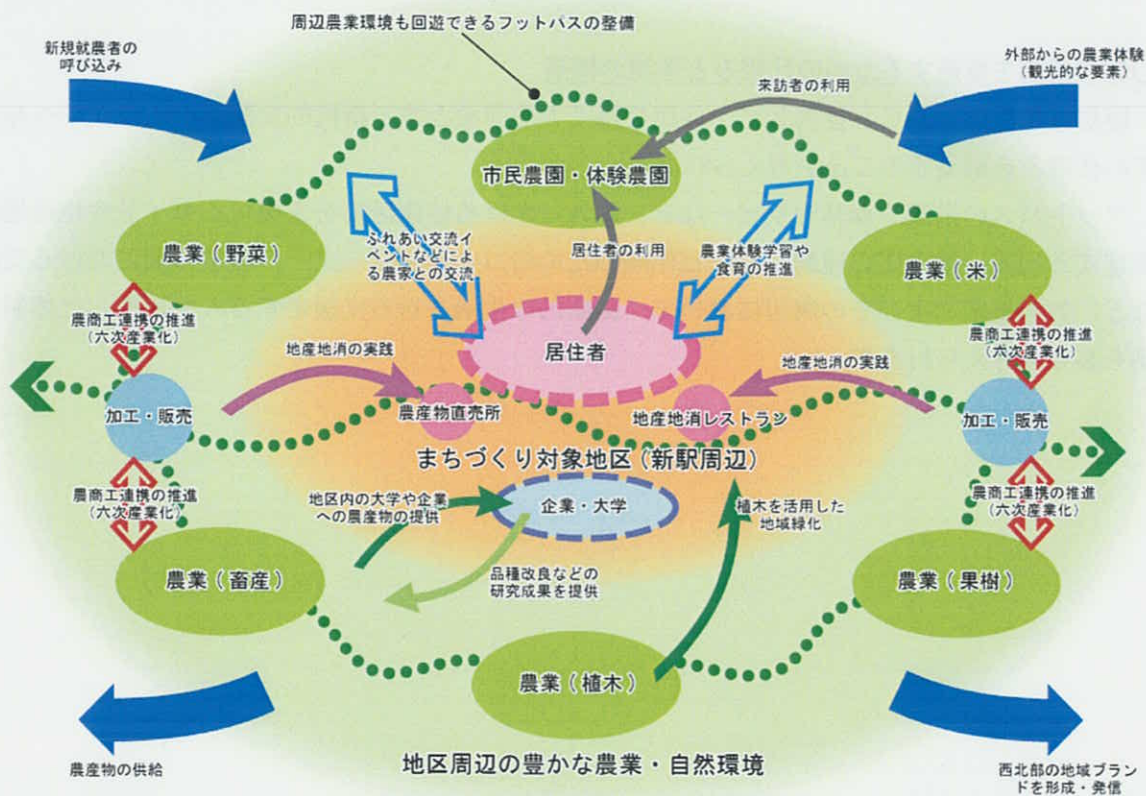 周辺農業環境も回遊できるフットパスの整備
新規就農者の
呼び込み
外部からの農業体験
(観光的な要素)
来訪者の利用
市民農園・体験農園
農業(野菜)
ふれあい交流イ
ベントなどによ
る農家との交流
居住者の利用
農業体験学習や
食育の推進
農業(米)
農商工連携の推進
(六次産業化)
居住者
農商工連携の推進
(六次産業化)
地産地消の実践
地産地消の実践
加工・販売
農産物直売所
地産地消レストラン
加工・販売
まちづくり対象地区(新駅周辺)
農商工連携の推進
(六次産業化)
地区内の大学や企業
への農産物の提供
企業・大学
植木を活用した
地域緑化
農商工連携の推進
(六次産業化)
農業(畜産)
品種改良などの
研究成果を提供
農業(果樹)
農業(植木)
農産物の供給
地区周辺の豊かな農業・自然環境
西北部の地域ブラン
ドを形成・発信